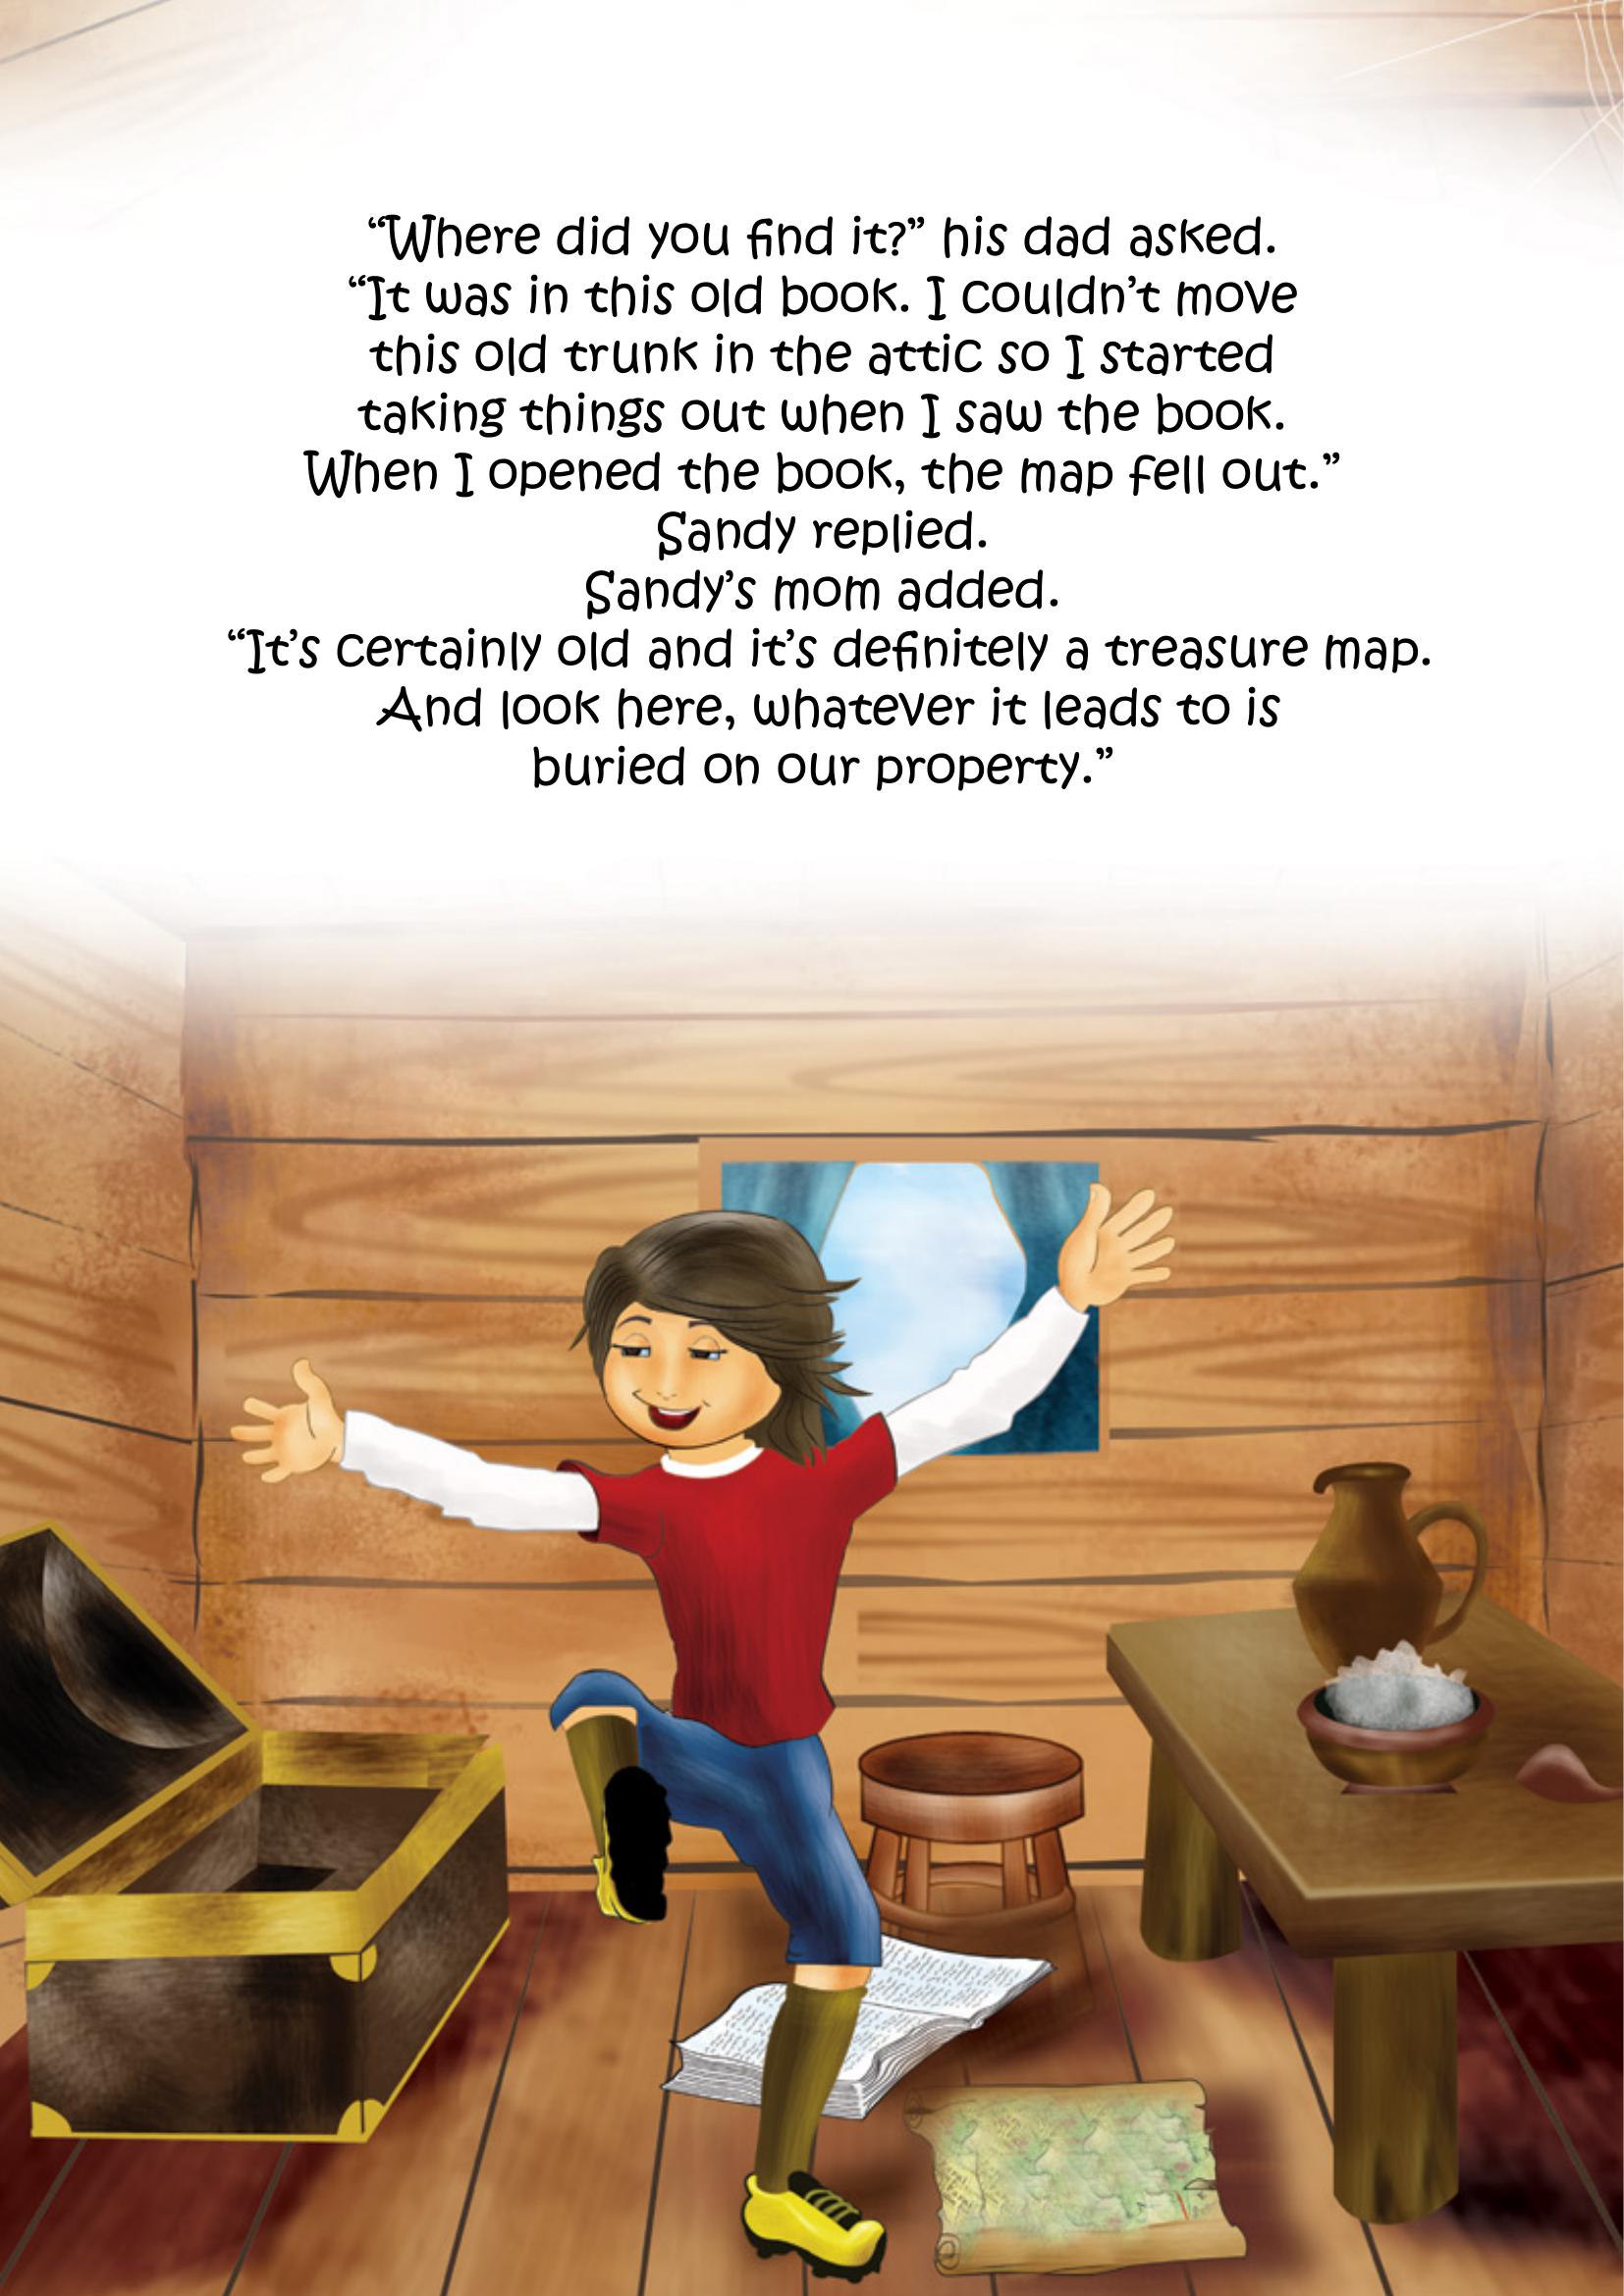 “Where did you find it?” his dad asked.
“It was in this old book. I couldn’t move
this old trunk in the attic so I started
taking things out when I saw the book.
When I opened the book, the map fell out.”
Sandy replied.
Sandy’s mom added.
“It’s certainly old and it’s definitely a treasure map.
And look here, whatever it leads to is
buried on our property.”